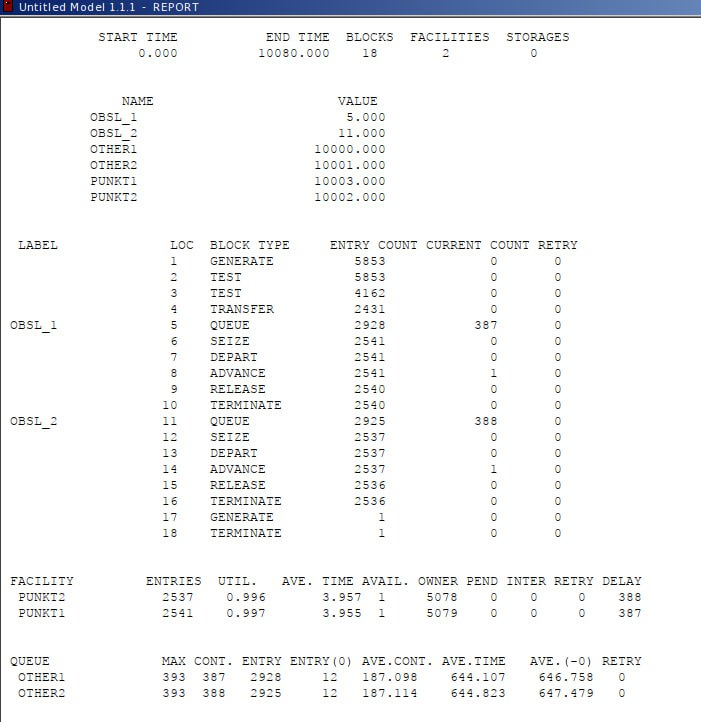 Untitled Model 1.1.1 - REPORT
START TIME END TIME BLOCKS FACILITIES STORAGES
0.000 10080.000 18 2 0
NAME VALUE
OBSL_1 5.000
OBSL_2 11.000
OTHER1 10000.000
OTHER2 10001.000
PUNKT1 10003.000
PUNKT2 10002.000
LABEL LOC BLOCK TYPE ENTRY COUNT CURRENT COUNT RETRY
1 GENERATE 5853 0 0
2 TEST 5853 0 0
3 TEST 4162 0 0
4 TRANSFER 2431 0 0
OBSL_1 5 QUEUE 2928 387 0
6 SEIZE 2541 0 0
7 DEPART 2541 0 0
8 ADVANCE 2541 1 0
9 RELEASE 2540 0 0
10 TERMINATE 2540 0 0
OBSL_2 11 QUEUE 2925 388 0
12 SEIZE 2537 0 0
13 DEPART 2537 0 0
14 ADVANCE 2537 1 0
15 RELEASE 2536 0 0
16 TERMINATE 2536 0 0
17 GENERATE 1 0 0
18 TERMINATE 1 0 0
FACILITY ENTRIES UTIL. AVE. TIME AVAIL. OWNER PEND INTER RETRY DELAY
PUNKT2 2537 0.996 3.957 1 5078 0 0 0 388
PUNKT1 2541 0.997 3.955 1 5079 0 0 0 387
QUEUE MAX CONT. ENTRY ENTRY(0) AVE.CONT. AVE.TIME AVE.(-0) RETRY
OTHER1 393 387 2928 12 187.098 644.107 646.758 0
OTHER2 393 388 2925 12 187.114 644.823 647.479 0